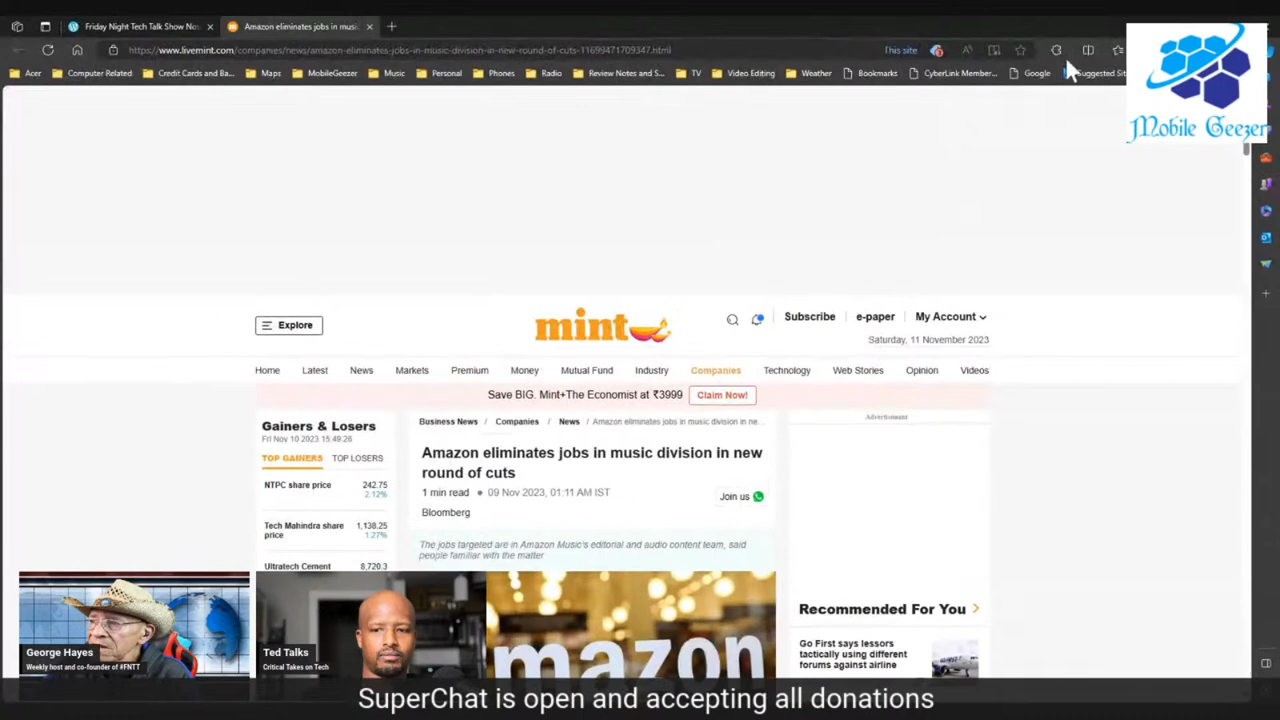 Friday Night Tech Talk Show No
Amazon eliminates jobs in music
https://www.livemint.com/companies/news/amazon-eliminates-jobs-in-music-division-in-new-round-of-cuts-11699471709347.html
This site
Acer
Computer Related
Credit Cards and Ba...
Maps
MobileGeezer
Music
Personal
Phones
Radio
Review Notes and S...
TV
Video Editing
Weather
Bookmarks
CyberLink Member...
Google
Suggested Sit
Mobile Geezer
Explore
mint
Subscribe
e-paper
My Account
Saturday, 11 November 2023
Home
Latest
News
Markets
Premium
Money
Mutual Fund
Industry
Companies
Technology
Web Stories
Opinion
Videos
Save BIG. Mint+The Economist at ₹3999
Claim Now!
Gainers & Losers
Fri Nov 10 2023 15:49:26
TOP GAINERS
TOP LOSERS
NTPC share price
242.75
2.12%
Tech Mahindra share
price
1,138.25
1.27%
Ultratech Cement
8,720.3
Business News / Companies / News / Amazon eliminates jobs in music division in ne...
Amazon eliminates jobs in music division in new
round of cuts
1 min read • 09 Nov 2023, 01:11 AM IST
Join us
Bloomberg
The jobs targeted are in Amazon Music's editorial and audio content team, said
people familiar with the matter
Advertisement
Recommended For You
Go First says lessors
tactically using different
forums against airline
mazon
George Hayes
Weekly host and co-founder of #FNTT
Ted Talks
Critical Takes on Tech
SuperChat is open and accepting all donations